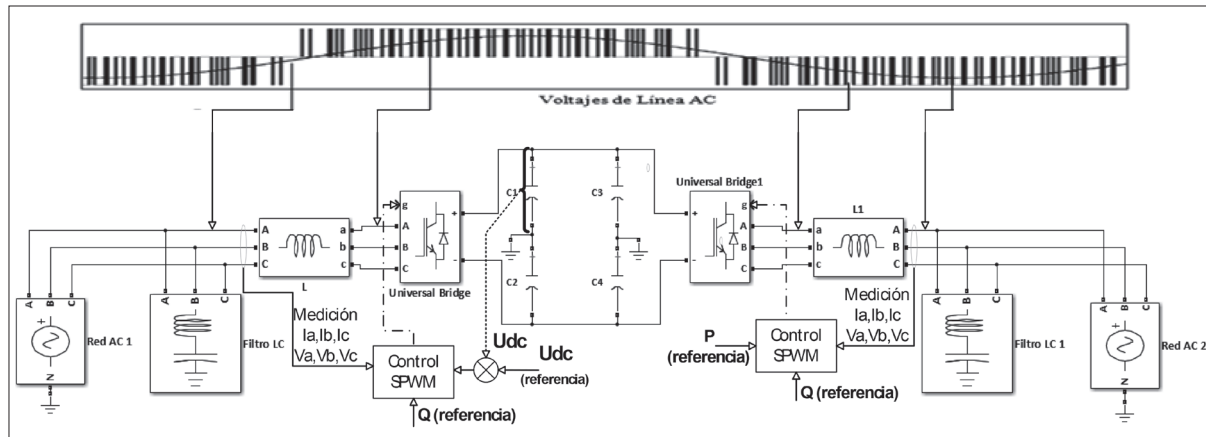 Voltajes de Línea AC
Universal Bridge1
C1
C3
L1
g
g
A
B
C
a
b
c
A
B
C
+
-
+
-
A
B
C
a
b
c
A
B
C
L
Universal Bridge
C2
C4
A
B
C
A
B
C
Medición
Ia,Ib,Ic
Va,Vb,Vc
Medición
Ia,Ib,Ic
Va,Vb,Vc
A
B
C
A
B
C
+
Red AC 1
N
Filtro LC
Control
SPWM
Udc
Udc
(referencia)
Q (referencia)
P
(referencia)
Control
SPWM
Q (referencia)
Filtro LC 1
+
Red AC 2
N